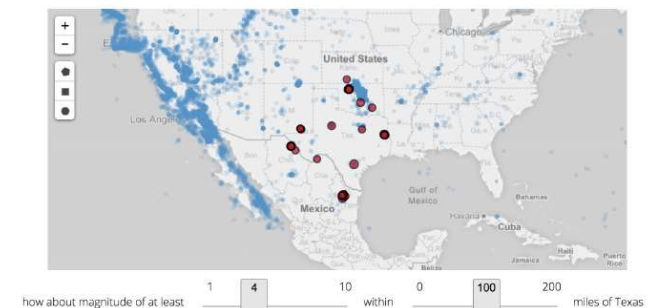 +
Chicago
−
United States
Los Angel
Gulf of
Mexico
Bahamas
Mexico
Havana
Cuba
Haiti
Puerto
Rico
Jamaica
Belize
1 4 10 0 100 200
how about magnitude of at least within miles of Texas